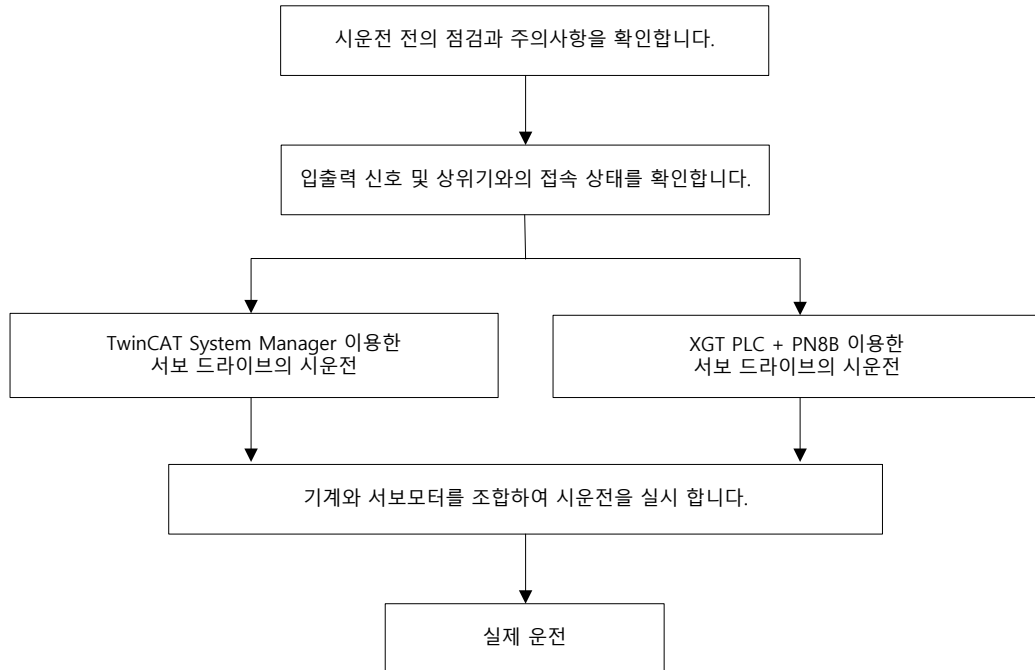 시운전 전의 점검과 주의사항을 확인합니다.
입출력 신호 및 상위기와의 접속 상태를 확인합니다.
TwinCAT System Manager 이용한
서보 드라이브의 시운전
XGT PLC + PN8B 이용한
서보 드라이브의 시운전
기계와 서보모터를 조합하여 시운전을 실시 합니다.
실제 운전